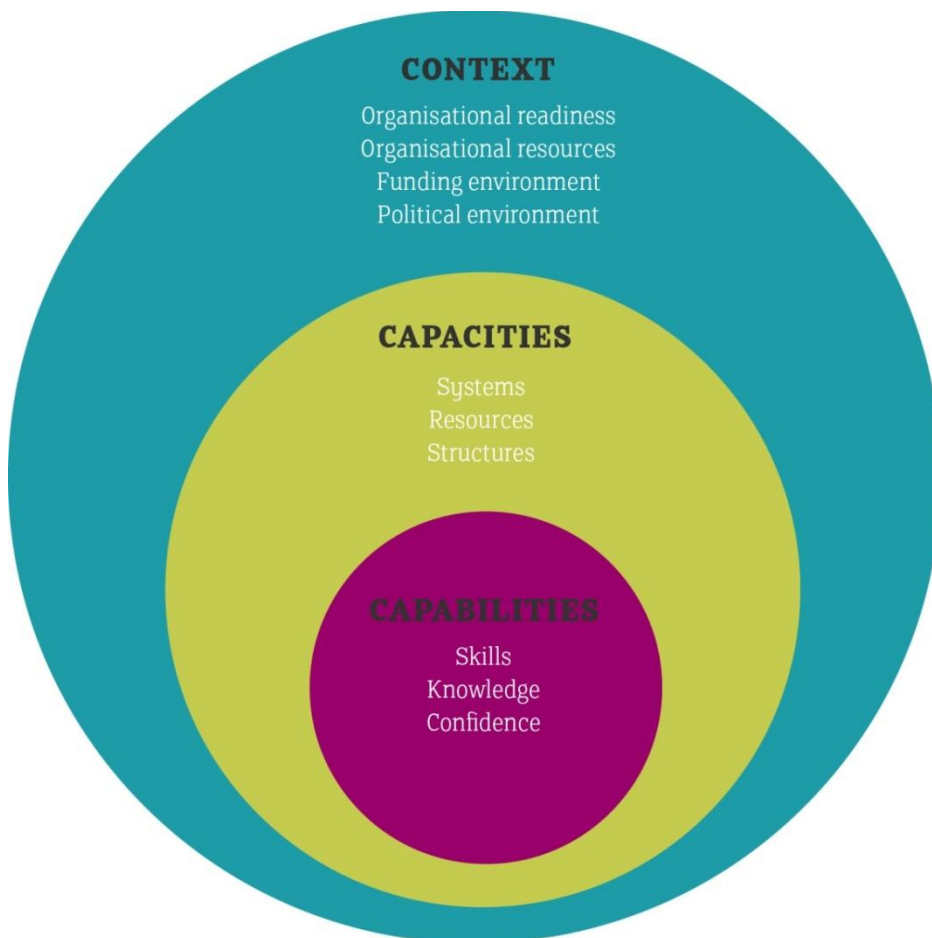 CONTEXT
Organisational readiness
Organisational resources
Funding environment
Political environment
CAPACITIES
Systems
Resources
Structures
CAPABILITIES
Skills
Knowledge
Confidence